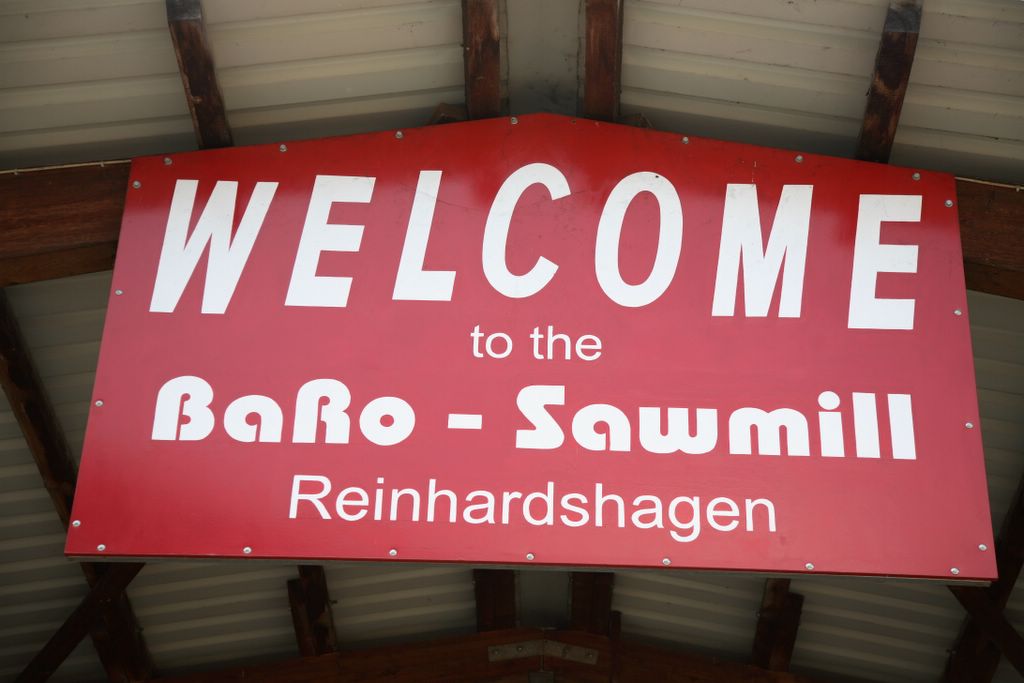 WELCOME
to the
BaRo - Sawmill
Reinhardshagen